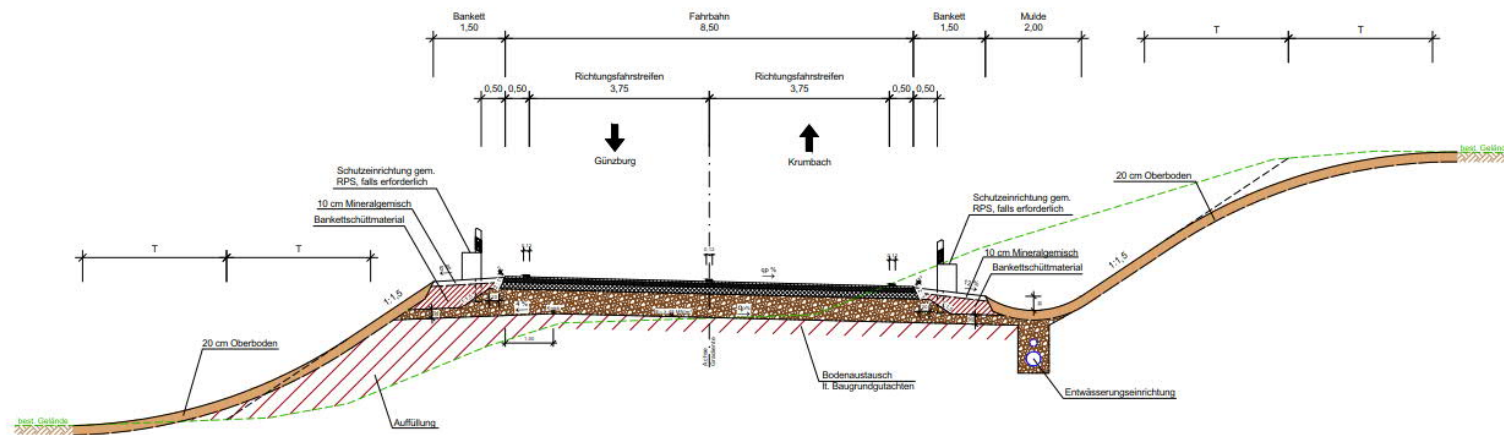 Bankett
1,50
Fahrbahn
8,50
Bankett
1,50
Mulde
2,00
T
T
Richtungsfahrstreifen
3,75
Richtungsfahrstreifen
3,75
0,50
0,50
0,50
0,50
Günzburg
Krumbach
best. Gelände
Schutzeinrichtung gem.
RPS, falls erforderlich
10 cm Mineralgemisch
Bankettschüttmaterial
20 cm Oberboden
Schutzeinrichtung gem.
RPS, falls erforderlich
T
T
qp %
10 cm Mineralgemisch
Bankettschüttmaterial
1:1,5
1:1,5
20 cm Oberboden
Achse
Bodenaustausch
lt. Baugrundgutachten
Entwässerungseinrichtung
best. Gelände
Auffüllung